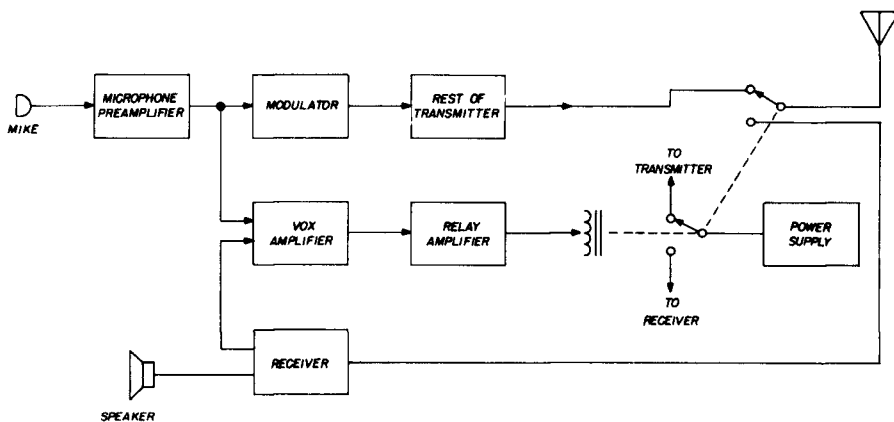 MIKE
MICROPHONE
PREAMPLIFIER
MODULATOR
REST OF
TRANSMITTER
TO
TRANSMITTER
VOX
AMPLIFIER
RELAY
AMPLIFIER
POWER
SUPPLY
TO
RECEIVER
RECEIVER
SPEAKER